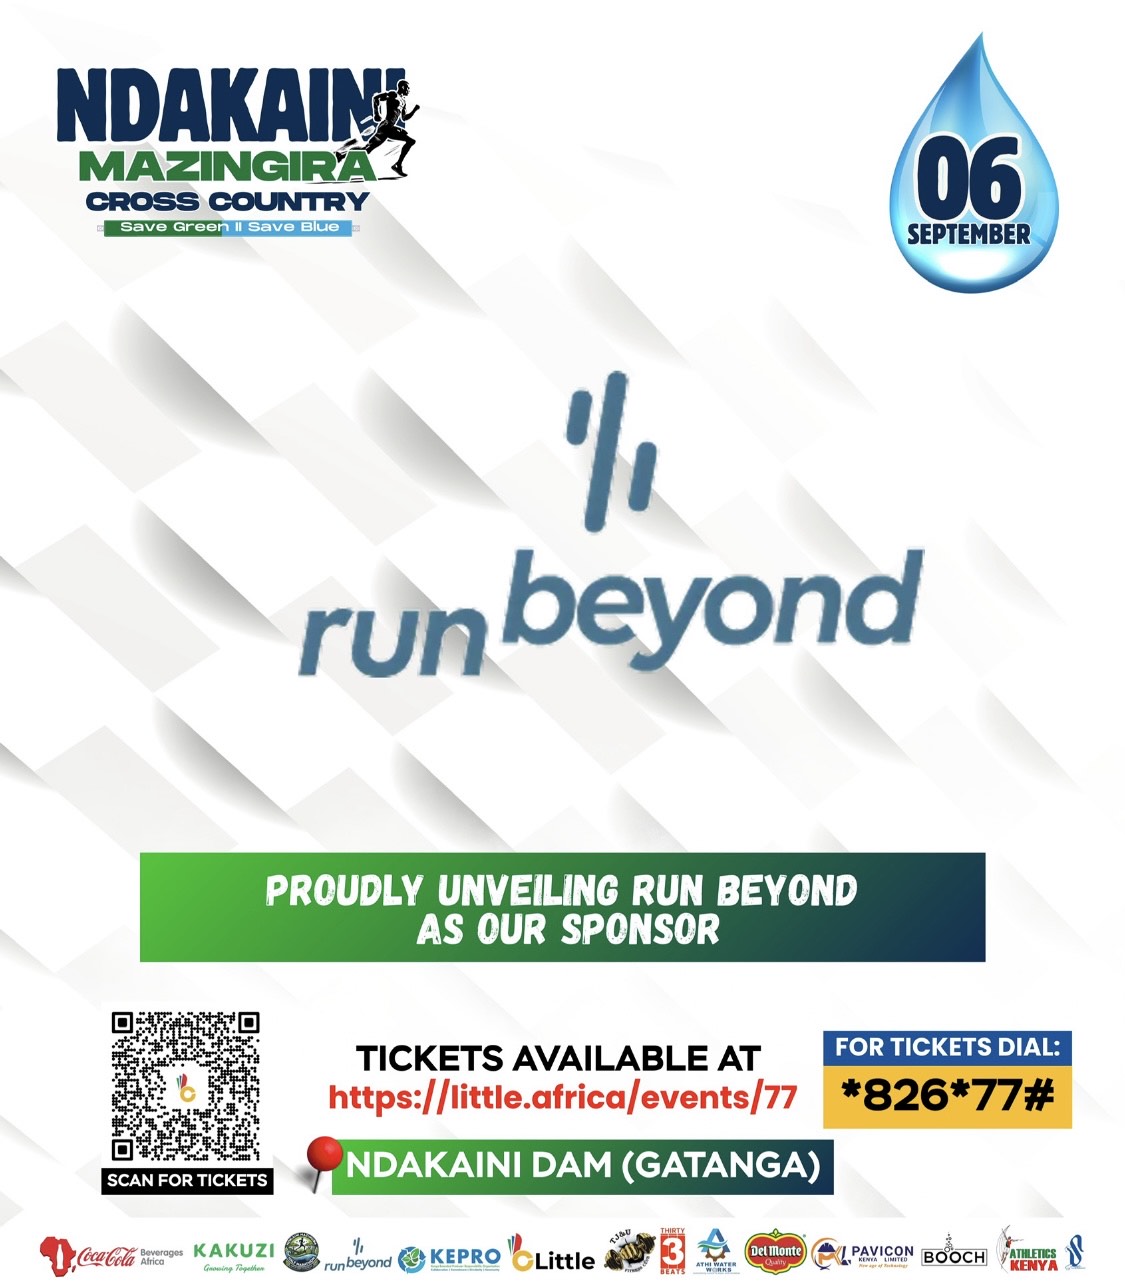 NDAKAINI
MAZINGIRA
CROSS COUNTRY
Save Green || Save Blue
06
SEPTEMBER
run beyond
PROUDLY UNVEILING RUN BEYOND
AS OUR SPONSOR
SCAN FOR TICKETS
TICKETS AVAILABLE AT
https://little.africa/events/77
FOR TICKETS DIAL:
*826*77#
NDAKAINI DAM (GATANGA)
Coca-Cola Beverages Africa
KAKUZI
Growing Together
run beyond
KEPRO
Little
THIRTY
3
BEATS
ATHI WATER
WORKS
Del Monte
Quality
PAVICON
KENYA LIMITED
BOOCH
ATHLETICS
KENYA